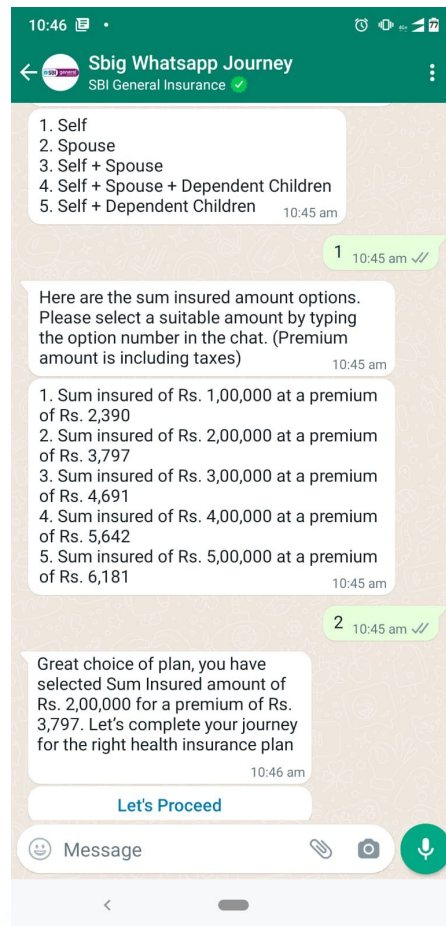 10:46
77
Sbig Whatsapp Journey
SBI General Insurance
1. Self
2. Spouse
3. Self + Spouse
4. Self + Spouse + Dependent Children
5. Self + Dependent Children
10:45 am
1
10:45 am
Here are the sum insured amount options.
Please select a suitable amount by typing
the option number in the chat. (Premium
amount is including taxes)
10:45 am
1. Sum insured of Rs. 1,00,000 at a premium
of Rs. 2,390
2. Sum insured of Rs. 2,00,000 at a premium
of Rs. 3,797
3. Sum insured of Rs. 3,00,000 at a premium
of Rs. 4,691
4. Sum insured of Rs. 4,00,000 at a premium
of Rs. 5,642
5. Sum insured of Rs. 5,00,000 at a premium
of Rs. 6,181
10:45 am
2
10:45 am
Great choice of plan, you have
selected Sum Insured amount of
Rs. 2,00,000 for a premium of Rs.
3,797. Let’s complete your journey
for the right health insurance plan
10:46 am
Let's Proceed
Message